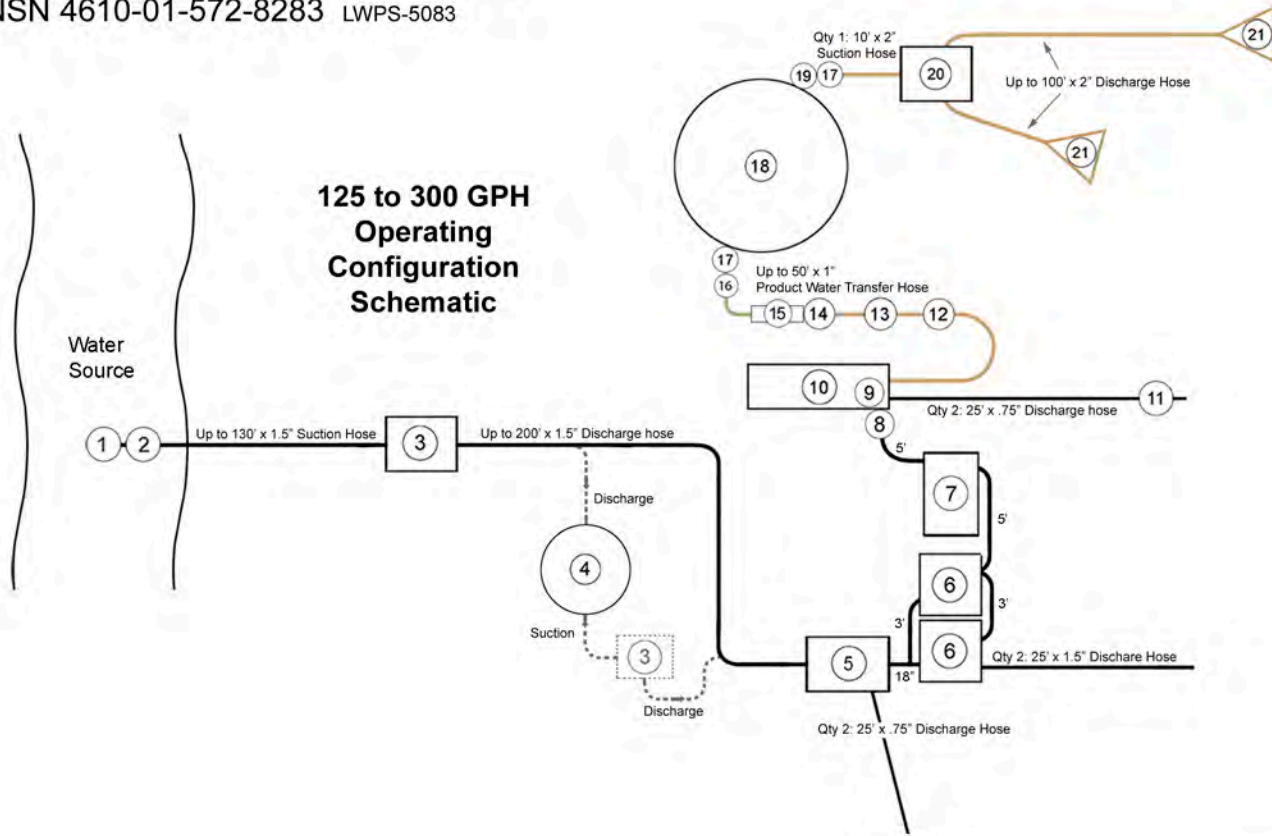 NSN 4610-01-572-8283 LWPS-5083
Qty 1: 10' x 2"
Suction Hose
21
19 17
20
Up to 100' x 2" Discharge Hose
21
18
125 to 300 GPH
Operating
Configuration
Schematic
17
16
Up to 50' x 1"
Product Water Transfer Hose
15 14 13 12
Water
Source
10 9
Qty 2: 25' x .75" Discharge hose
11
8
1 2
Up to 130' x 1.5" Suction Hose
3
Up to 200' x 1.5" Discharge hose
5'
7
Discharge
5'
4
6
3'
3'
Suction
3
5
18"
6
Qty 2: 25' x 1.5" Dischare Hose
Discharge
Qty 2: 25' x .75" Discharge Hose